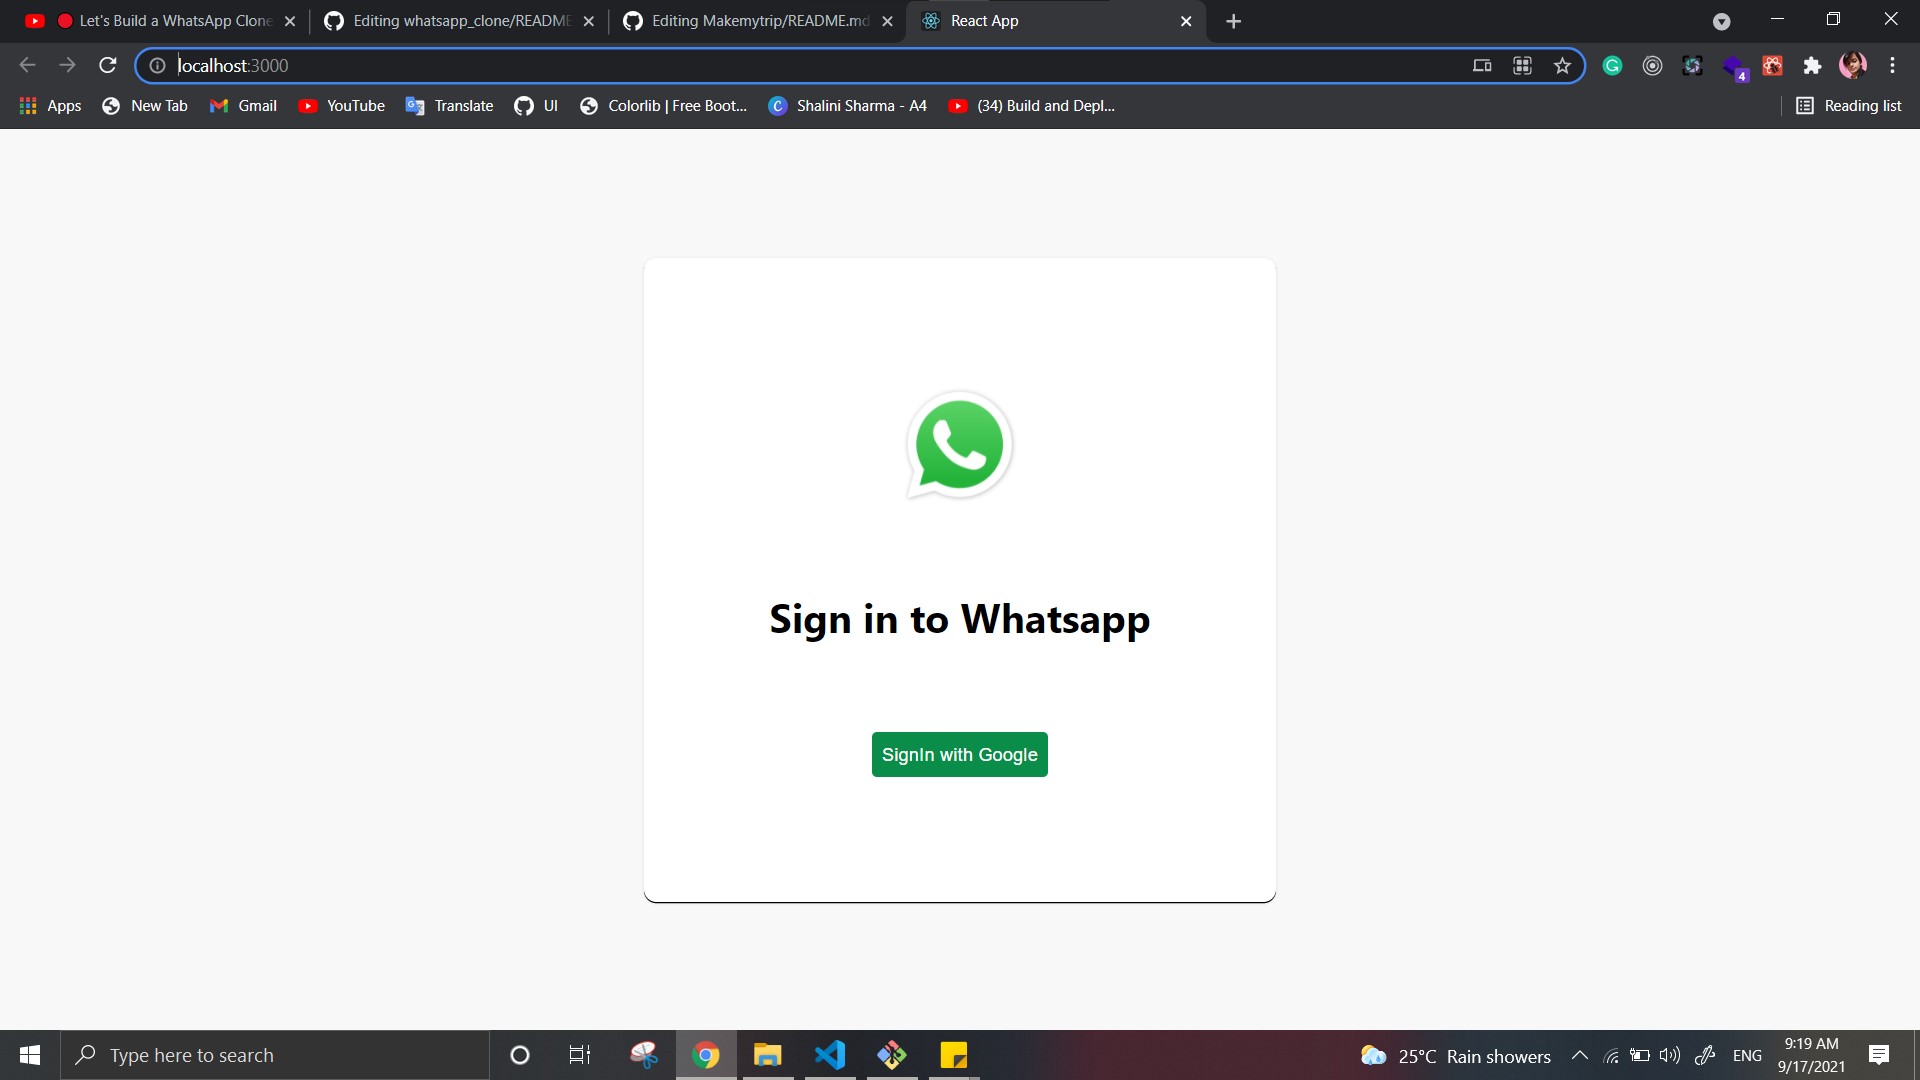 Let's Build a WhatsApp Clone
Editing whatsapp_clone/README
Editing Makemytrip/README.md
React App
localhost:3000
4
Apps
New Tab
Gmail
YouTube
Translate
UI
Colorlib | Free Boot...
Shalini Sharma - A4
(34) Build and Depl...
Reading list
Sign in to Whatsapp
SignIn with Google
Type here to search
25°C Rain showers
ENG
9:19 AM
9/17/2021